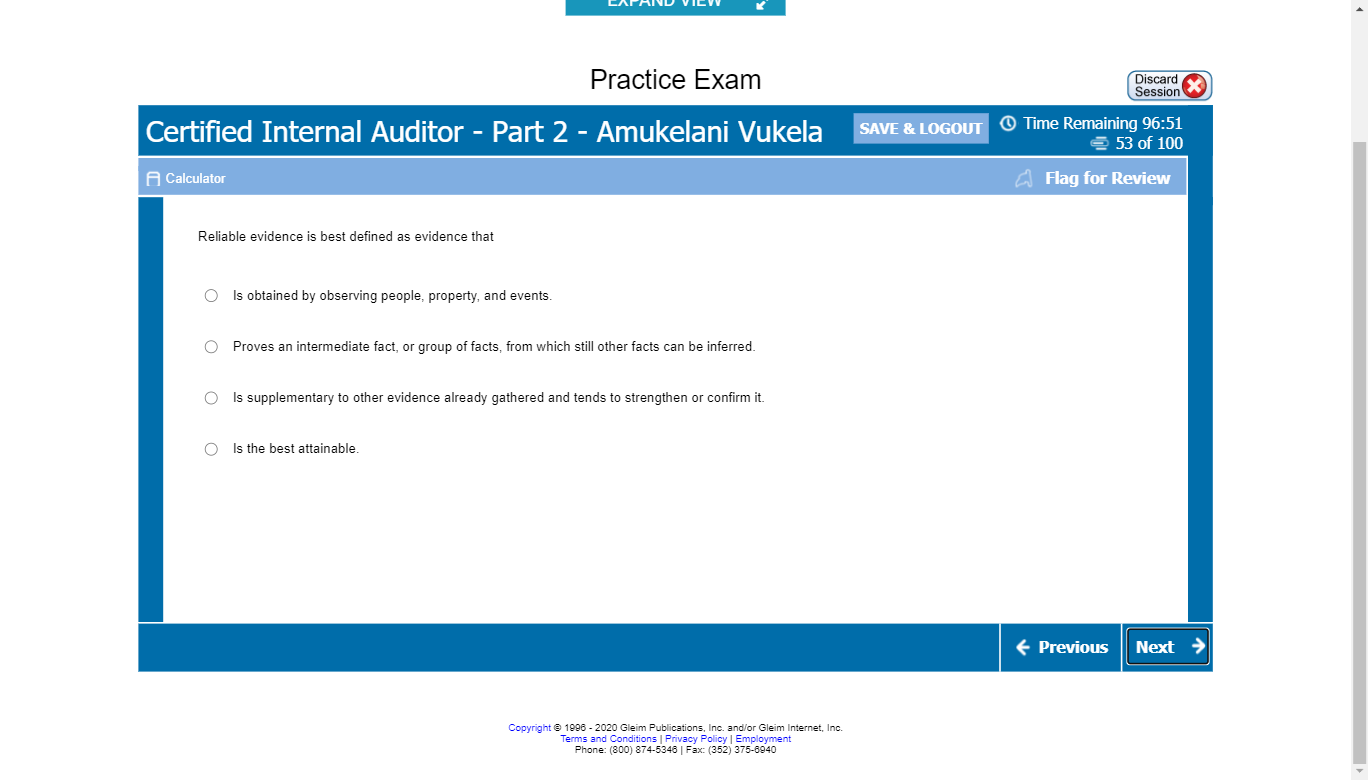 EXPAND VIEW
Practice Exam
Discard
Session
Certified Internal Auditor - Part 2 - Amukelani Vukela
SAVE & LOGOUT
Time Remaining 96:51
53 of 100
Calculator
Flag for Review
Reliable evidence is best defined as evidence that
Is obtained by observing people, property, and events.
Proves an intermediate fact, or group of facts, from which still other facts can be inferred.
Is supplementary to other evidence already gathered and tends to strengthen or confirm it.
Is the best attainable.
Previous
Next
Copyright © 1996 - 2020 Gleim Publications, Inc. and/or Gleim Internet, Inc.
Terms and Conditions | Privacy Policy | Employment
Phone: (800) 874-5346 | Fax: (352) 375-6940